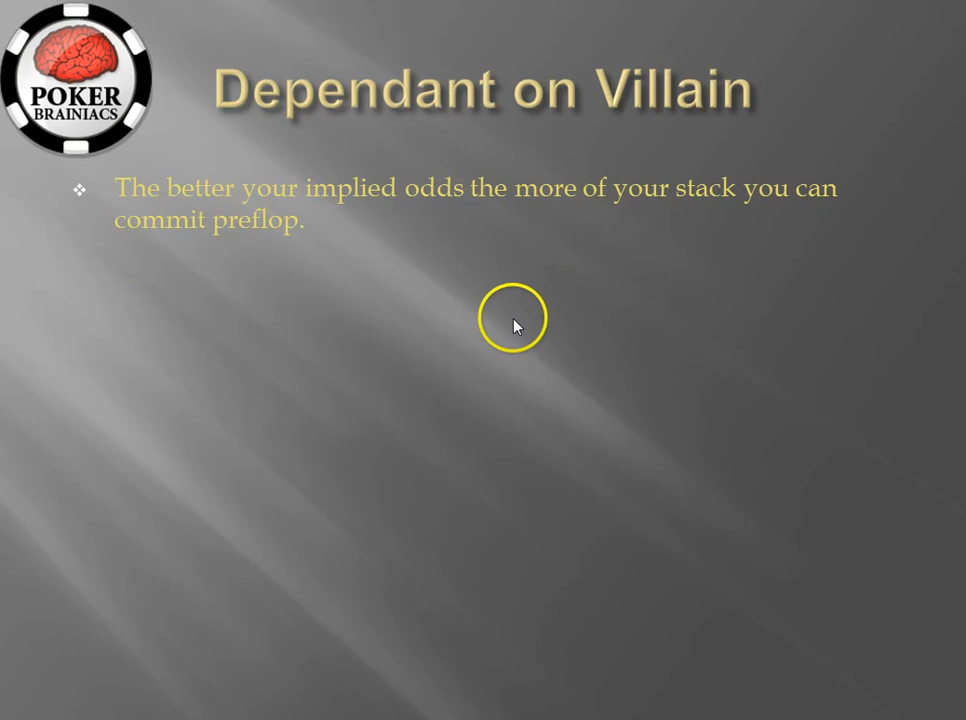 POKER
BRAINIACS
Dependant on Villain
The better your implied odds the more of your stack you can
commit preflop.